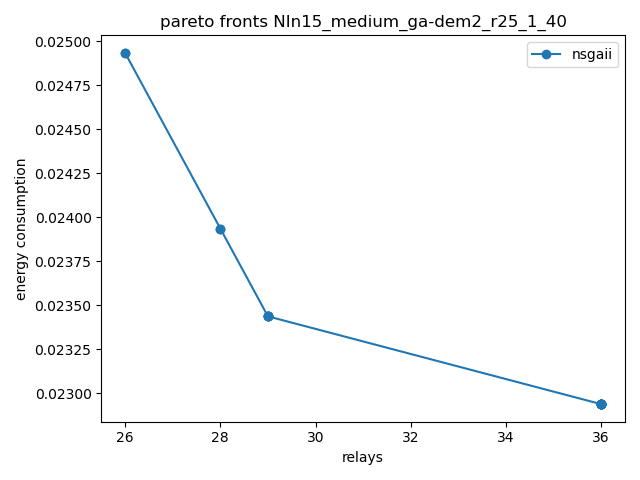 pareto fronts NIn15_medium_ga-dem2_r25_1_40
nsgaii
0.02500
0.02475
0.02450
0.02425
0.02400
0.02375
0.02350
0.02325
0.02300
energy consumption
26 28 30 32 34 36
relays